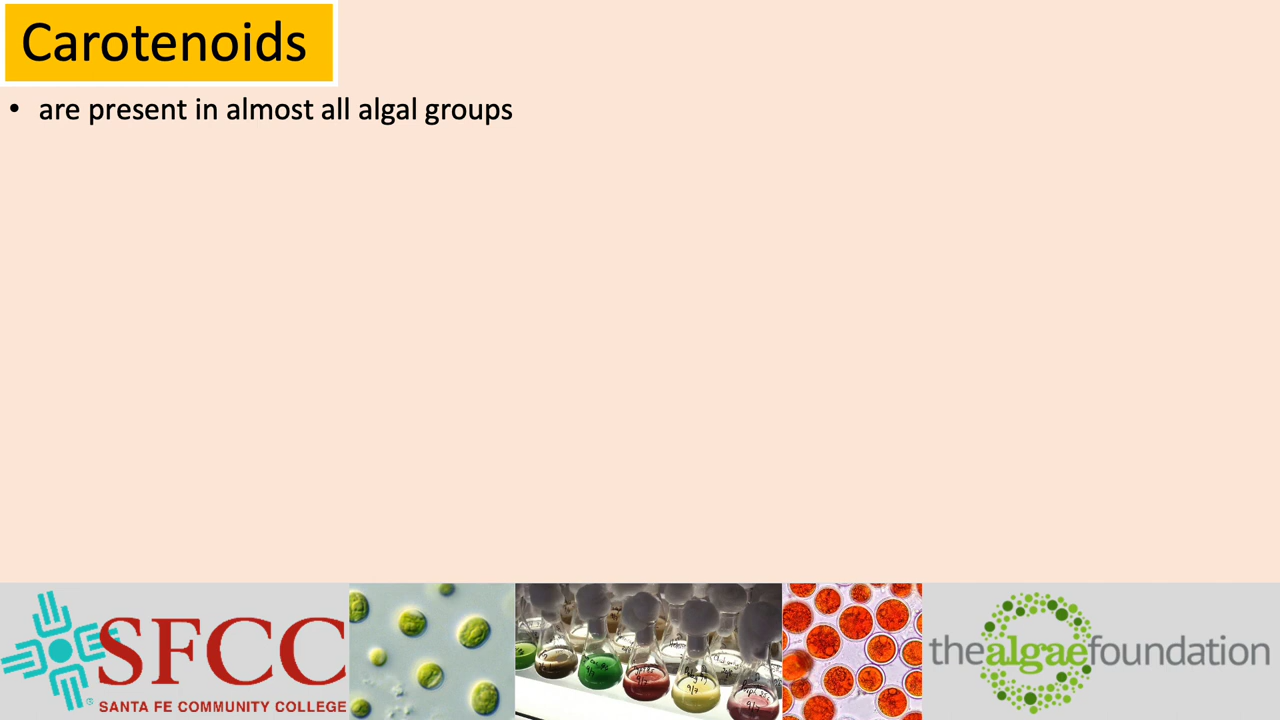 Carotenoids
• are present in almost all algal groups
SFCC
®
SANTA FE COMMUNITY COLLEGE
thealgaefoundation